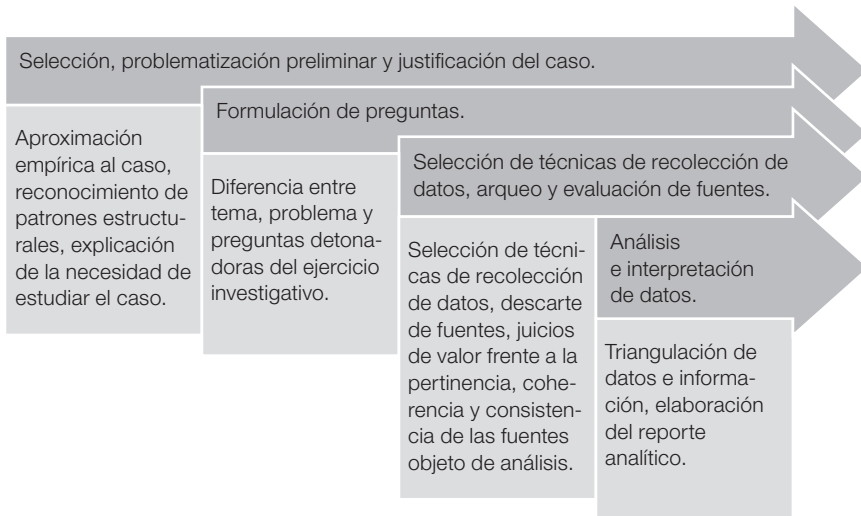 Selección, problematización preliminar y justificación del caso.
Aproximación
empírica al caso,
reconocimiento de
patrones estructu-
rales, explicación
de la necesidad de
estudiar el caso.
Formulación de preguntas.
Diferencia entre
tema, problema y
preguntas detona-
doras del ejercicio
investigativo.
Selección de técnicas de recolección de
datos, arqueo y evaluación de fuentes.
Selección de técni-
cas de recolección
de datos, descarte
de fuentes, juicios
de valor frente a la
pertinencia, cohe-
rencia y consisten-
cia de las fuentes
objeto de análisis.
Análisis
e interpretación
de datos.
Triangulación de
datos e informa-
ción, elaboración
del reporte
analítico.